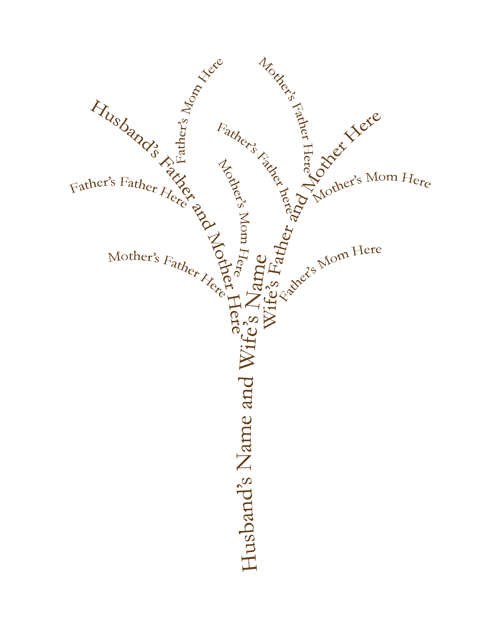 Father's Mom Here
Mother's Father Here
Husband's Father and Mother Here
Father's Father here
Wife's Father and Mother Here
Father's Father Here
Mother's Mom Here
Mother's Mom Here
Mother's Father Here
Father's Mom Here
Husband's Name and Wife's Name